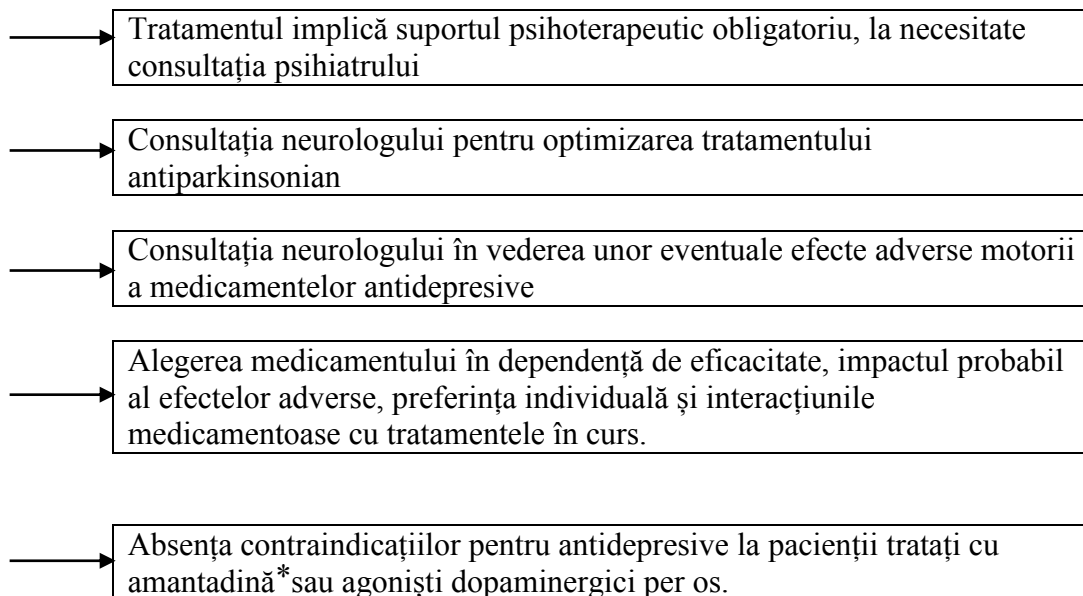 Tratamentul implică suportul psihoterapeutic obligatoriu, la necesitate
consultația psihiatrului
Consultația neurologului pentru optimizarea tratamentului
antiparkinsonian
Consultația neurologului în vederea unor eventuale efecte adverse motorii
a medicamentelor antidepresive
Alegerea medicamentului în dependență de eficacitate, impactul probabil
al efectelor adverse, preferința individuală și interacțiunile
medicamentoase cu tratamentele în curs.
Absența contraindicațiilor pentru antidepresive la pacienții tratați cu
amantadină*sau agoniști dopaminergici per os.